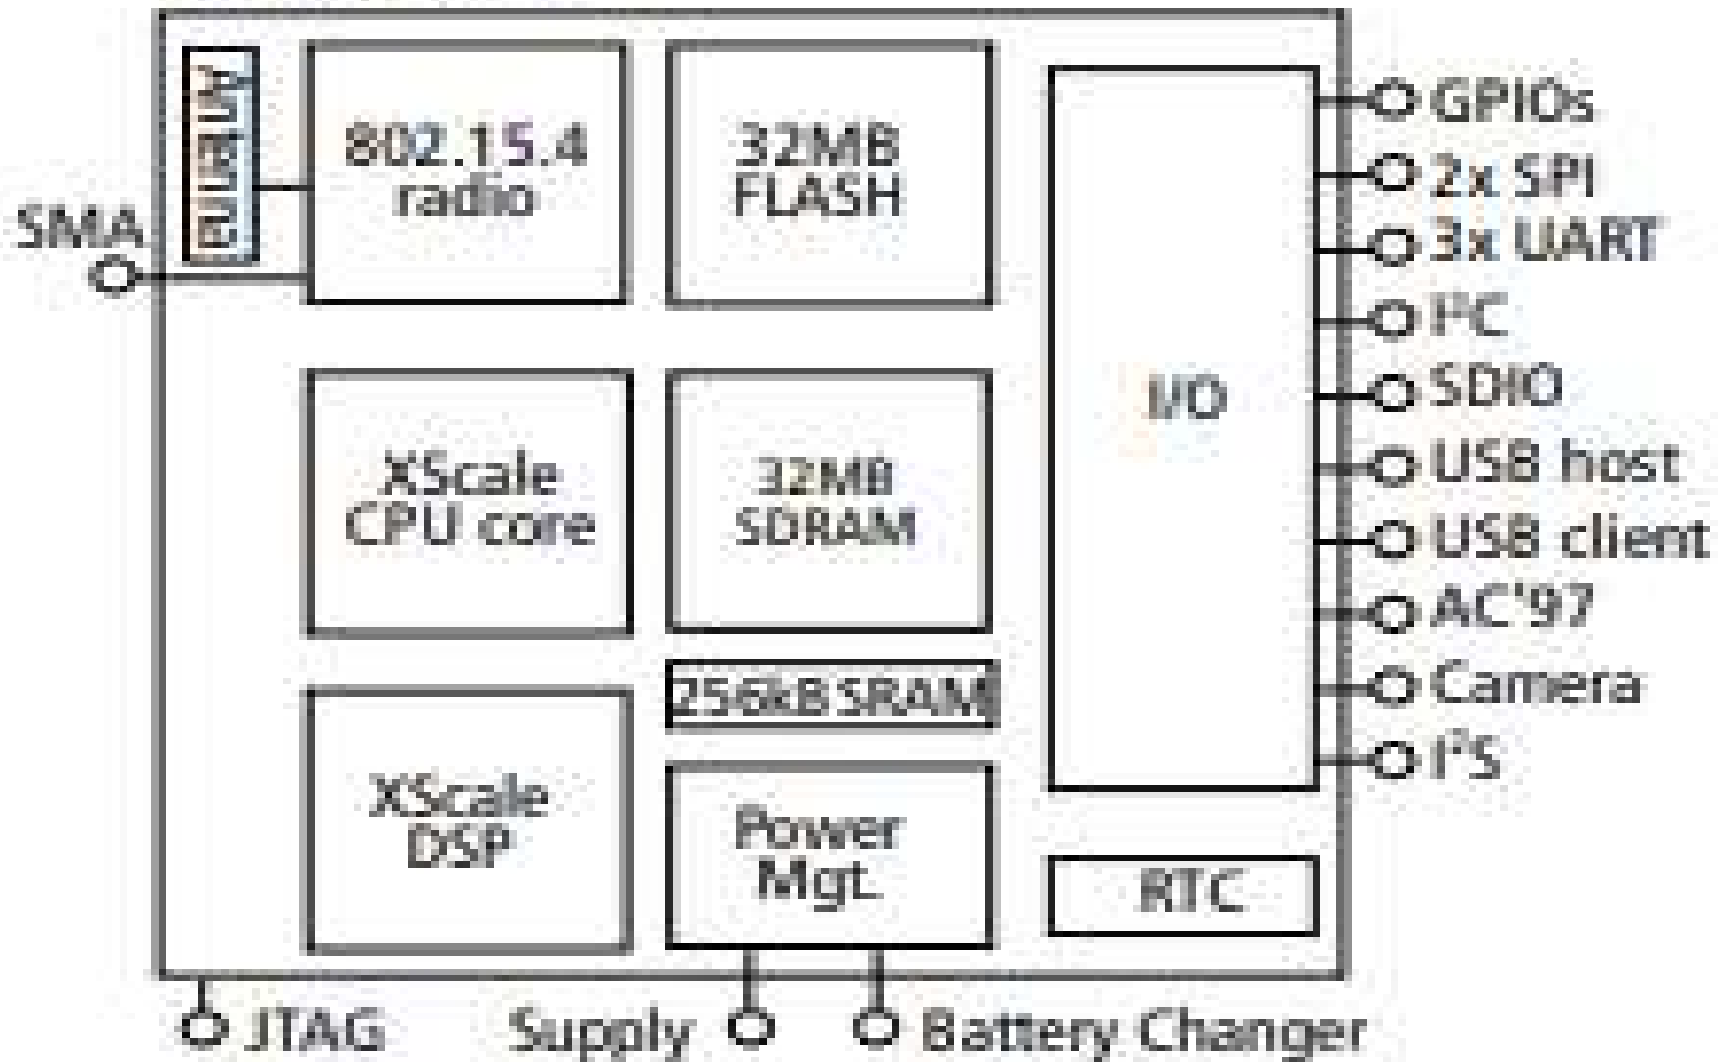 Antenna
802.15.4
radio
32MB
FLASH
SMA
GPIOs
2x SPI
3x UART
I²C
SDIO
I/O
USB host
USB client
AC'97
Camera
I²S
XScale
CPU core
32MB
SDRAM
256kB SRAM
XScale
DSP
Power
Mgt.
RTC
JTAG
Supply
Battery Changer